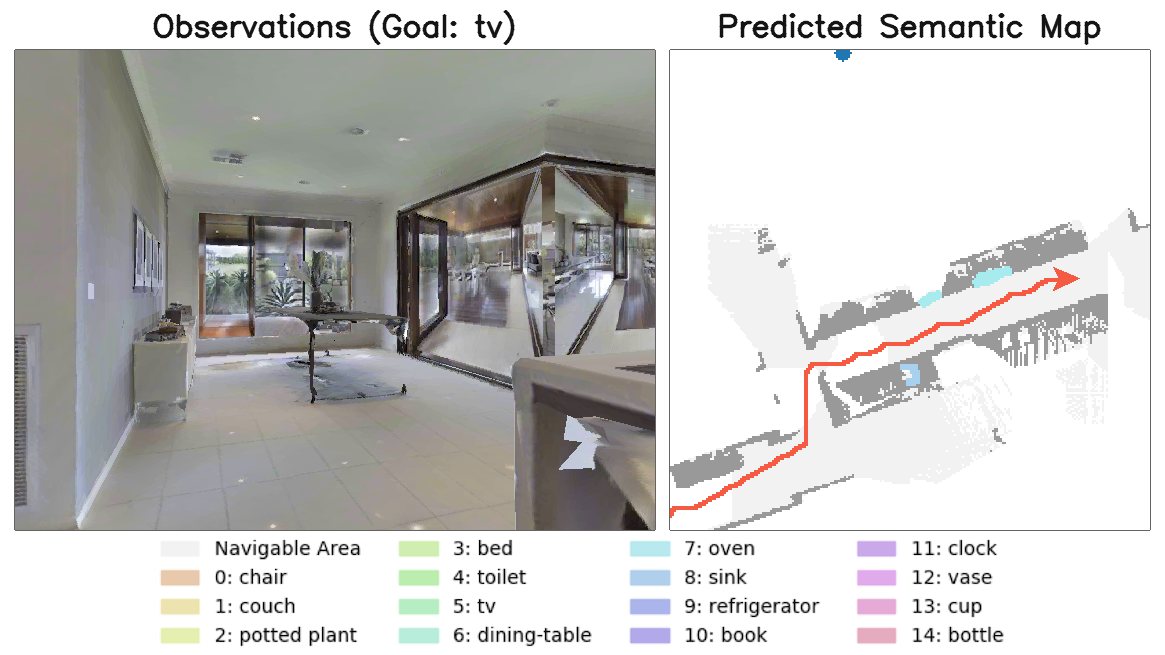 Observations (Goal: tv)
Predicted Semantic Map
Navigable Area
0: chair
1: couch
2: potted plant
3: bed
4: toilet
5: tv
6: dining-table
7: oven
8: sink
9: refrigerator
10: book
11: clock
12: vase
13: cup
14: bottle